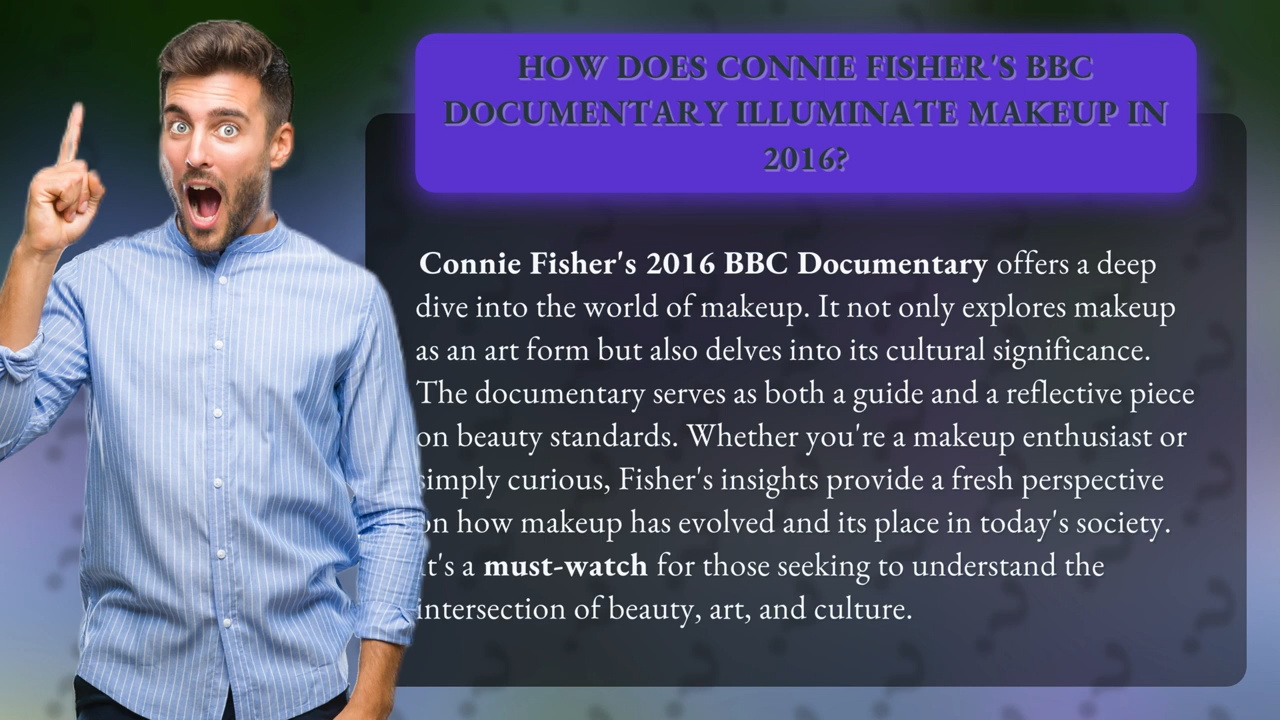 HOW DOES CONNIE FISHER'S BBC
DOCUMENTARY ILLUMINATE MAKEUP IN
2016?
Connie Fisher's 2016 BBC Documentary offers a deep
dive into the world of makeup. It not only explores makeup
as an art form but also delves into its cultural significance.
The documentary serves as both a guide and a reflective piece
on beauty standards. Whether you're a makeup enthusiast or
simply curious, Fisher's insights provide a fresh perspective
on how makeup has evolved and its place in today's society.
It's a must-watch for those seeking to understand the
intersection of beauty, art, and culture.